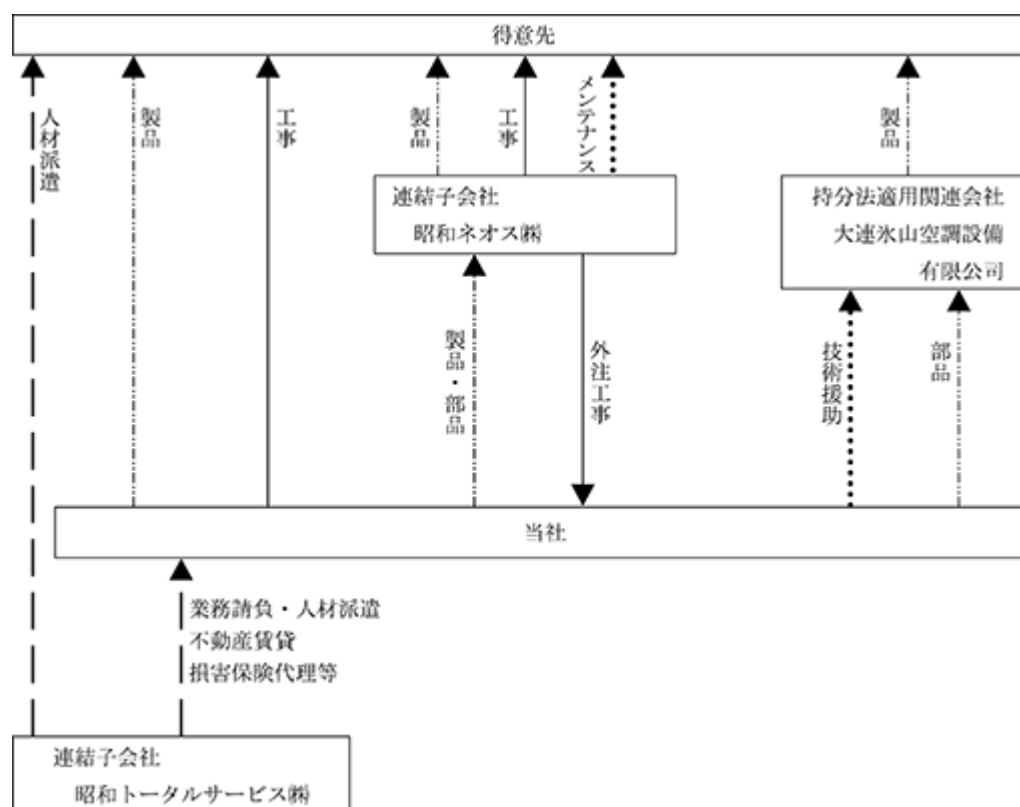 得意先
人材派遣
製品
工事
製品
工事
メンテナンス
製品
連結子会社
昭和ネオス㈱
持分法適用関連会社
大連氷山空調設備
有限公司
製品・部品
外注工事
技術援助
部品
当社
業務請負・人材派遣
不動産賃貸
損害保険代理等
連結子会社
昭和トータルサービス㈱